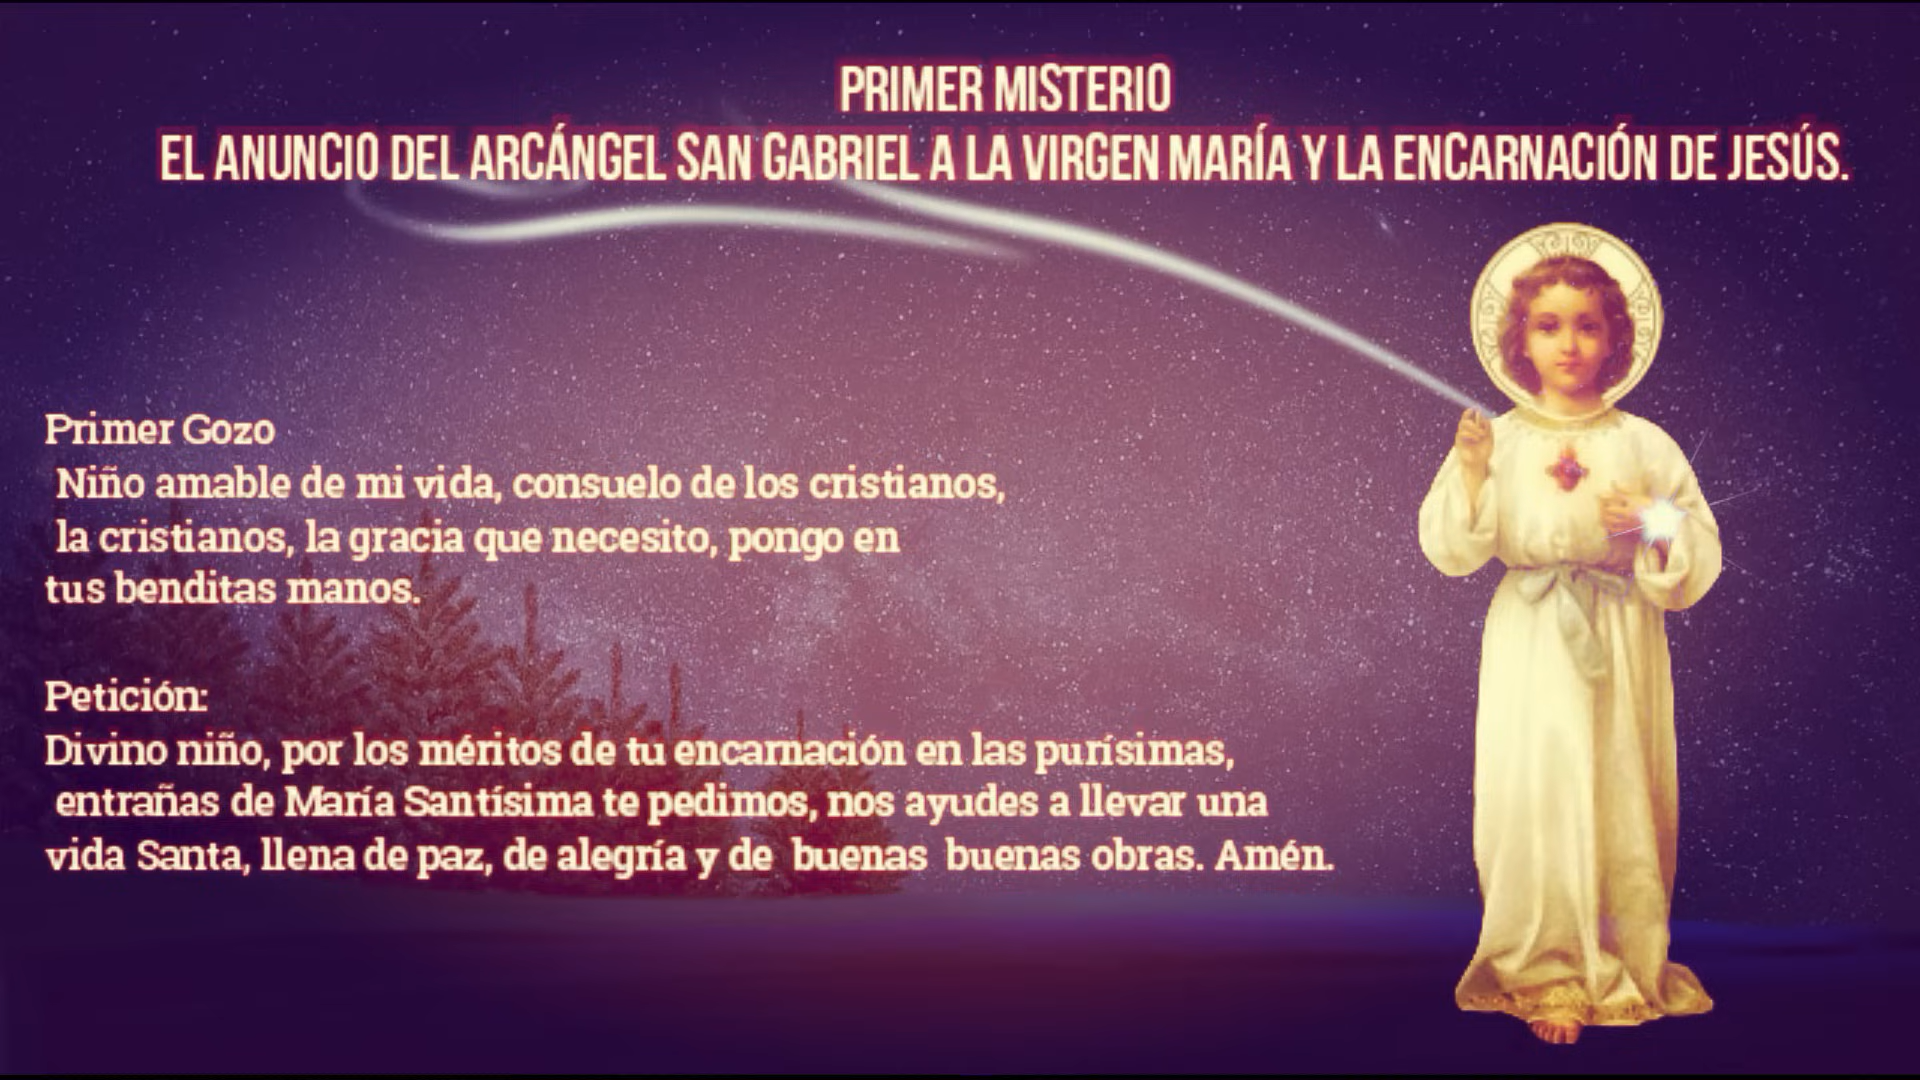 PRIMER MISTERIO
EL ANUNCIO DEL ARCÁNGEL SAN GABRIEL A LA VIRGEN MARÍA Y LA ENCARNACIÓN DE JESÚS.
Primer Gozo
Niño amable de mi vida, consuelo de los cristianos,
la cristianos, la gracia que necesito, pongo en
tus benditas manos.
Petición:
Divino niño, por los méritos de tu encarnación en las purísimas,
entrañas de María Santísima te pedimos, nos ayudes a llevar una
vida Santa, llena de paz, de alegría y de buenas buenas obras. Amén.